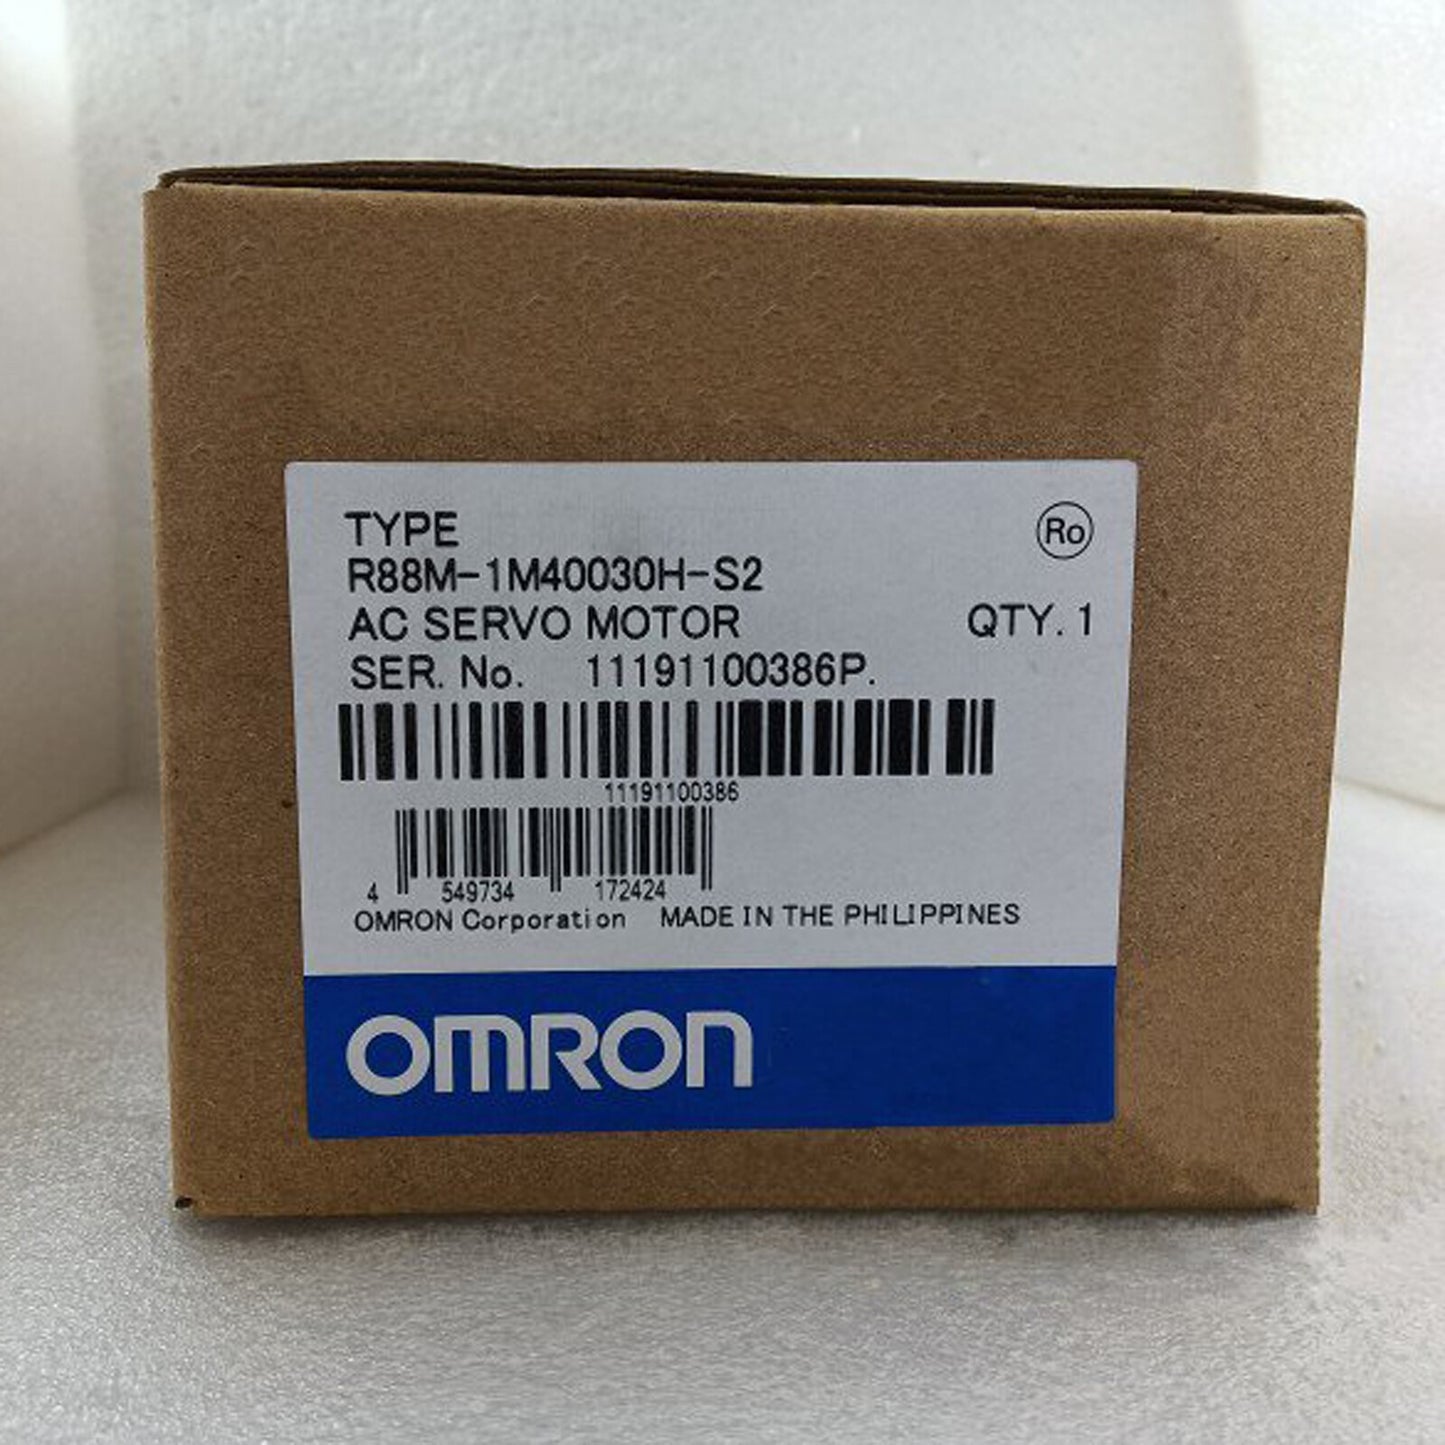 TYPE
Ro
R88M-1M40030H-S2
AC SERVO MOTOR QTY. 1
SER. No. 11191100386P.
11191100386
4 549734 172424
OMRON Corporation MADE IN THE PHILIPPINES
OMRON